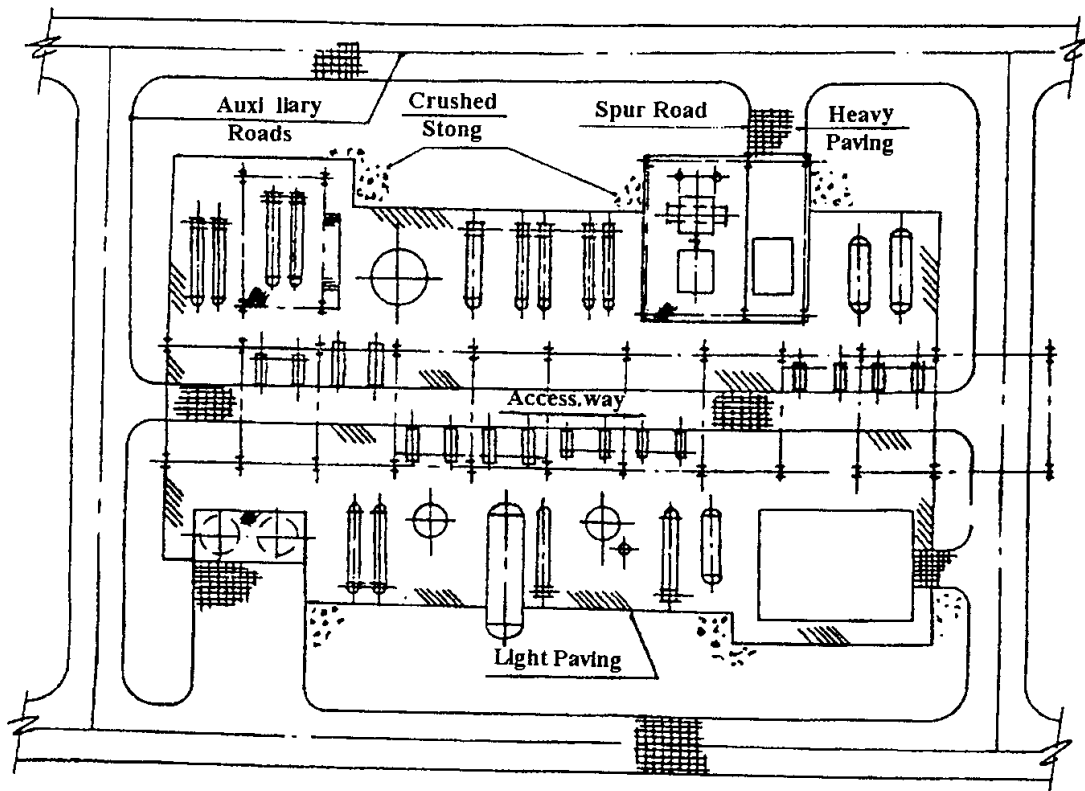 Auxi liary
Roads
Crushed
Stong
Spur Road
Heavy
Paving
Access.way
Light Paving